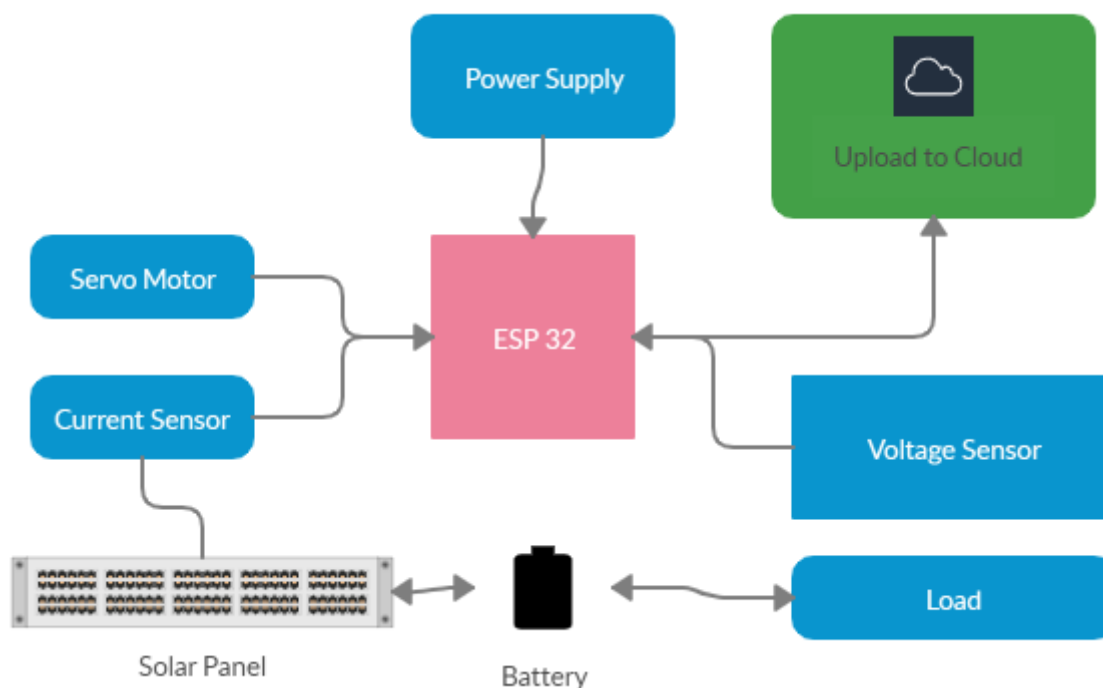 Power Supply
Upload to Cloud
Servo Motor
ESP 32
Current Sensor
Voltage Sensor
Load
Solar Panel
Battery